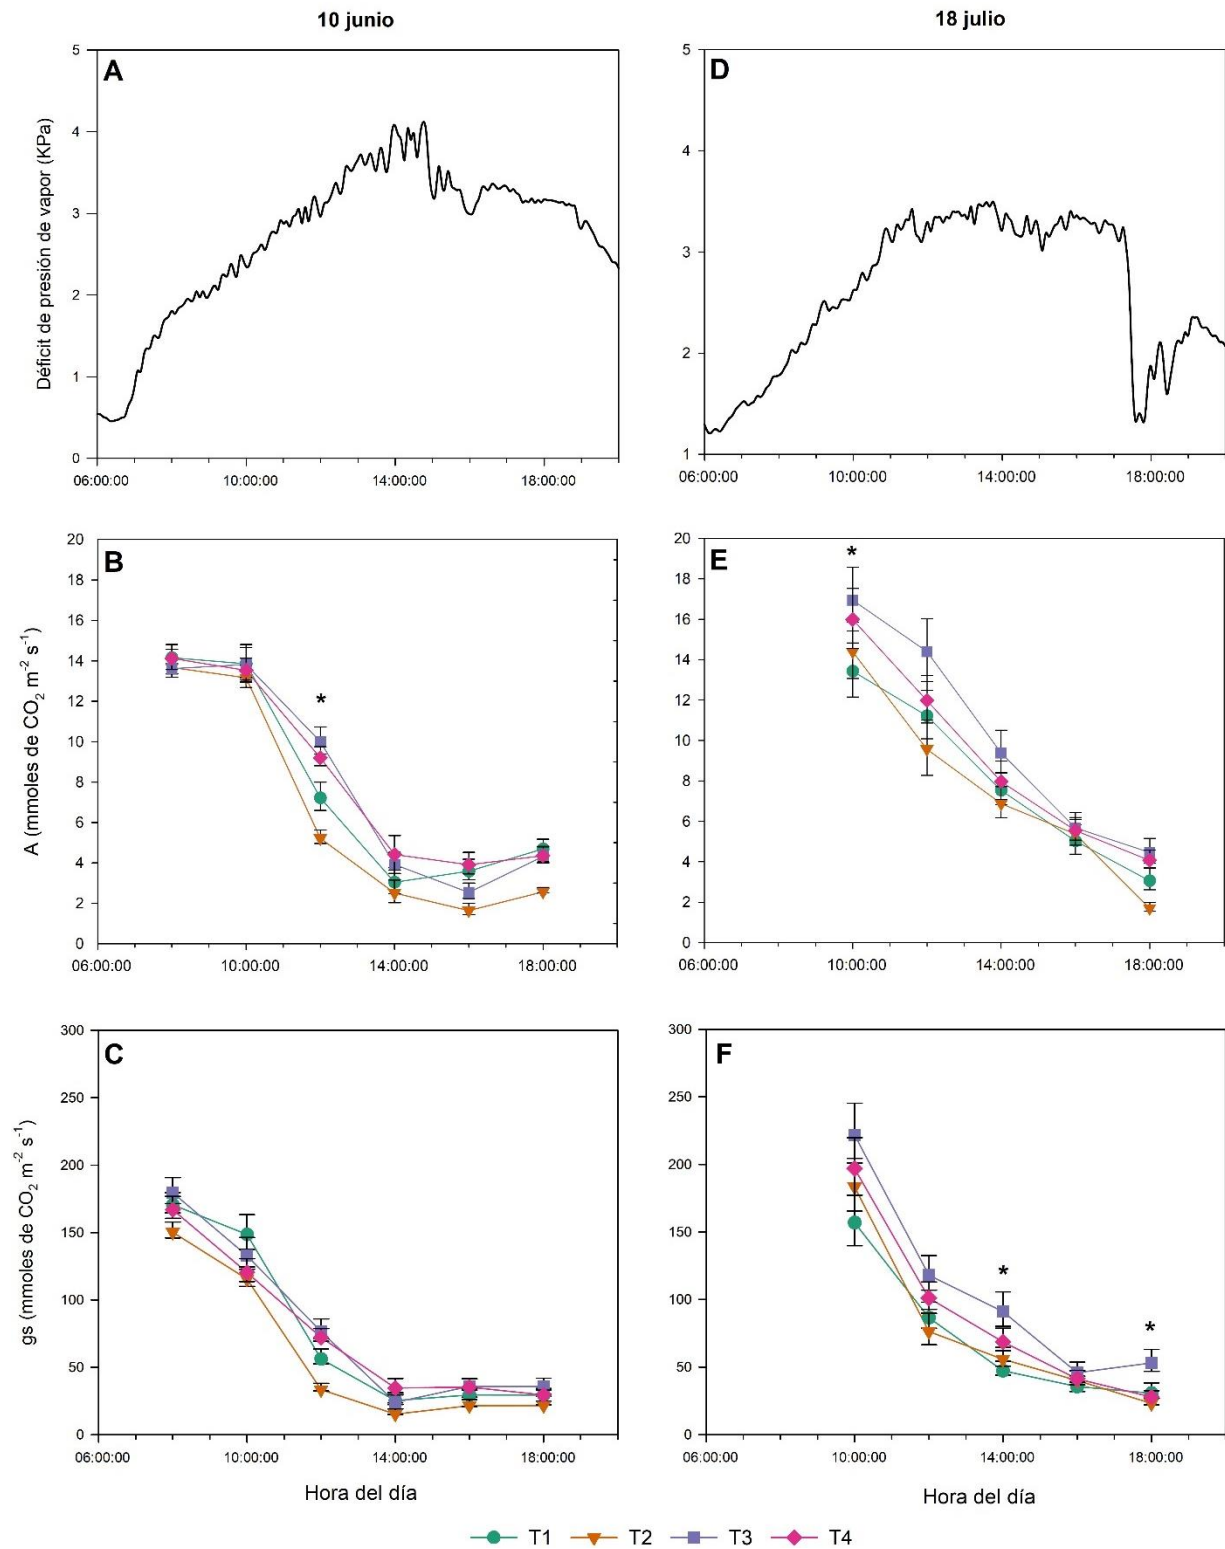 10 junio
18 julio
A
D
Déficit de presión de vapor (KPa)
5
4
3
2
1
0
06:00:00 10:00:00 14:00:00 18:00:00
5
4
3
2
1
06:00:00 10:00:00 14:00:00 18:00:00
B
E
A (mmoles de CO2 m-2 s-1)
20
18
16
14
12
10
8
6
4
2
0
*
06:00:00 10:00:00 14:00:00 18:00:00
20
18
16
14
12
10
8
6
4
2
0
*
06:00:00 10:00:00 14:00:00 18:00:00
C
F
gs (mmoles de CO2 m-2 s-1)
300
250
200
150
100
50
0
06:00:00 10:00:00 14:00:00 18:00:00
Hora del día
300
250
200
150
100
50
0
*
*
06:00:00 10:00:00 14:00:00 18:00:00
Hora del día
T1 T2 T3 T4